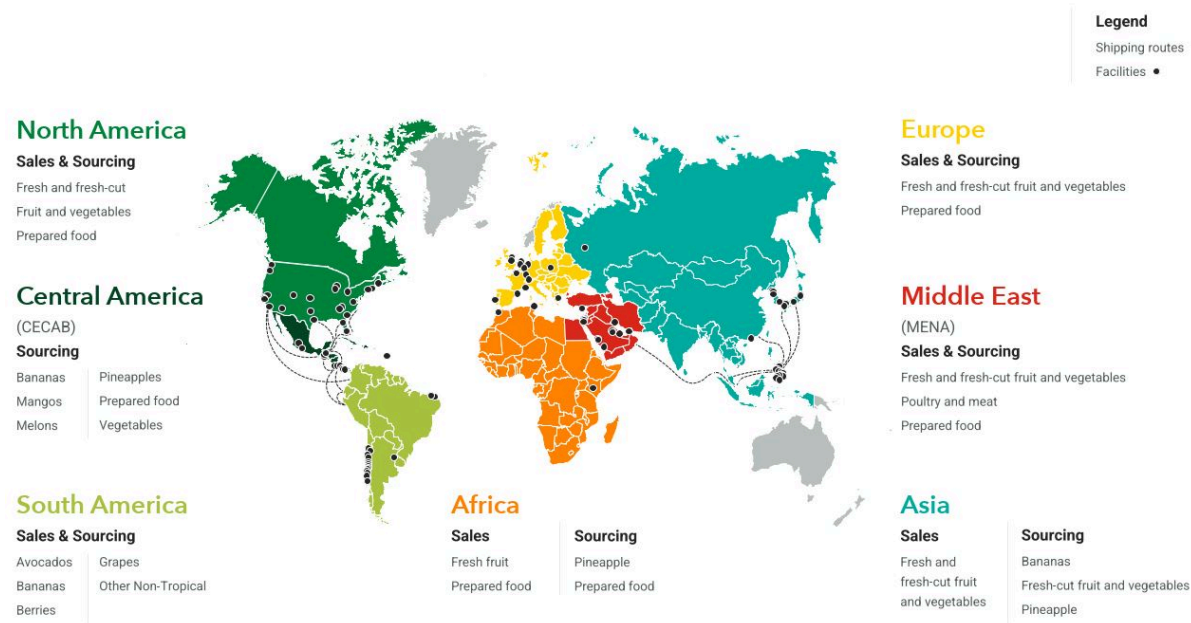 Legend
Shipping routes
Facilities
North America
Sales & Sourcing
Fresh and fresh-cut
Fruit and vegetables
Prepared food
Central America
(CECAB)
Sourcing
Bananas
Mangos
Melons
Pineapples
Prepared food
Vegetables
South America
Sales & Sourcing
Avocados
Bananas
Berries
Grapes
Other Non-Tropical
Africa
Sales
Fresh fruit
Prepared food
Sourcing
Pineapple
Prepared food
Europe
Sales & Sourcing
Fresh and fresh-cut fruit and vegetables
Prepared food
Middle East
(MENA)
Sales & Sourcing
Fresh and fresh-cut fruit and vegetables
Poultry and meat
Prepared food
Asia
Sales
Fresh and
fresh-cut fruit
and vegetables
Sourcing
Bananas
Fresh-cut fruit and vegetables
Pineapple